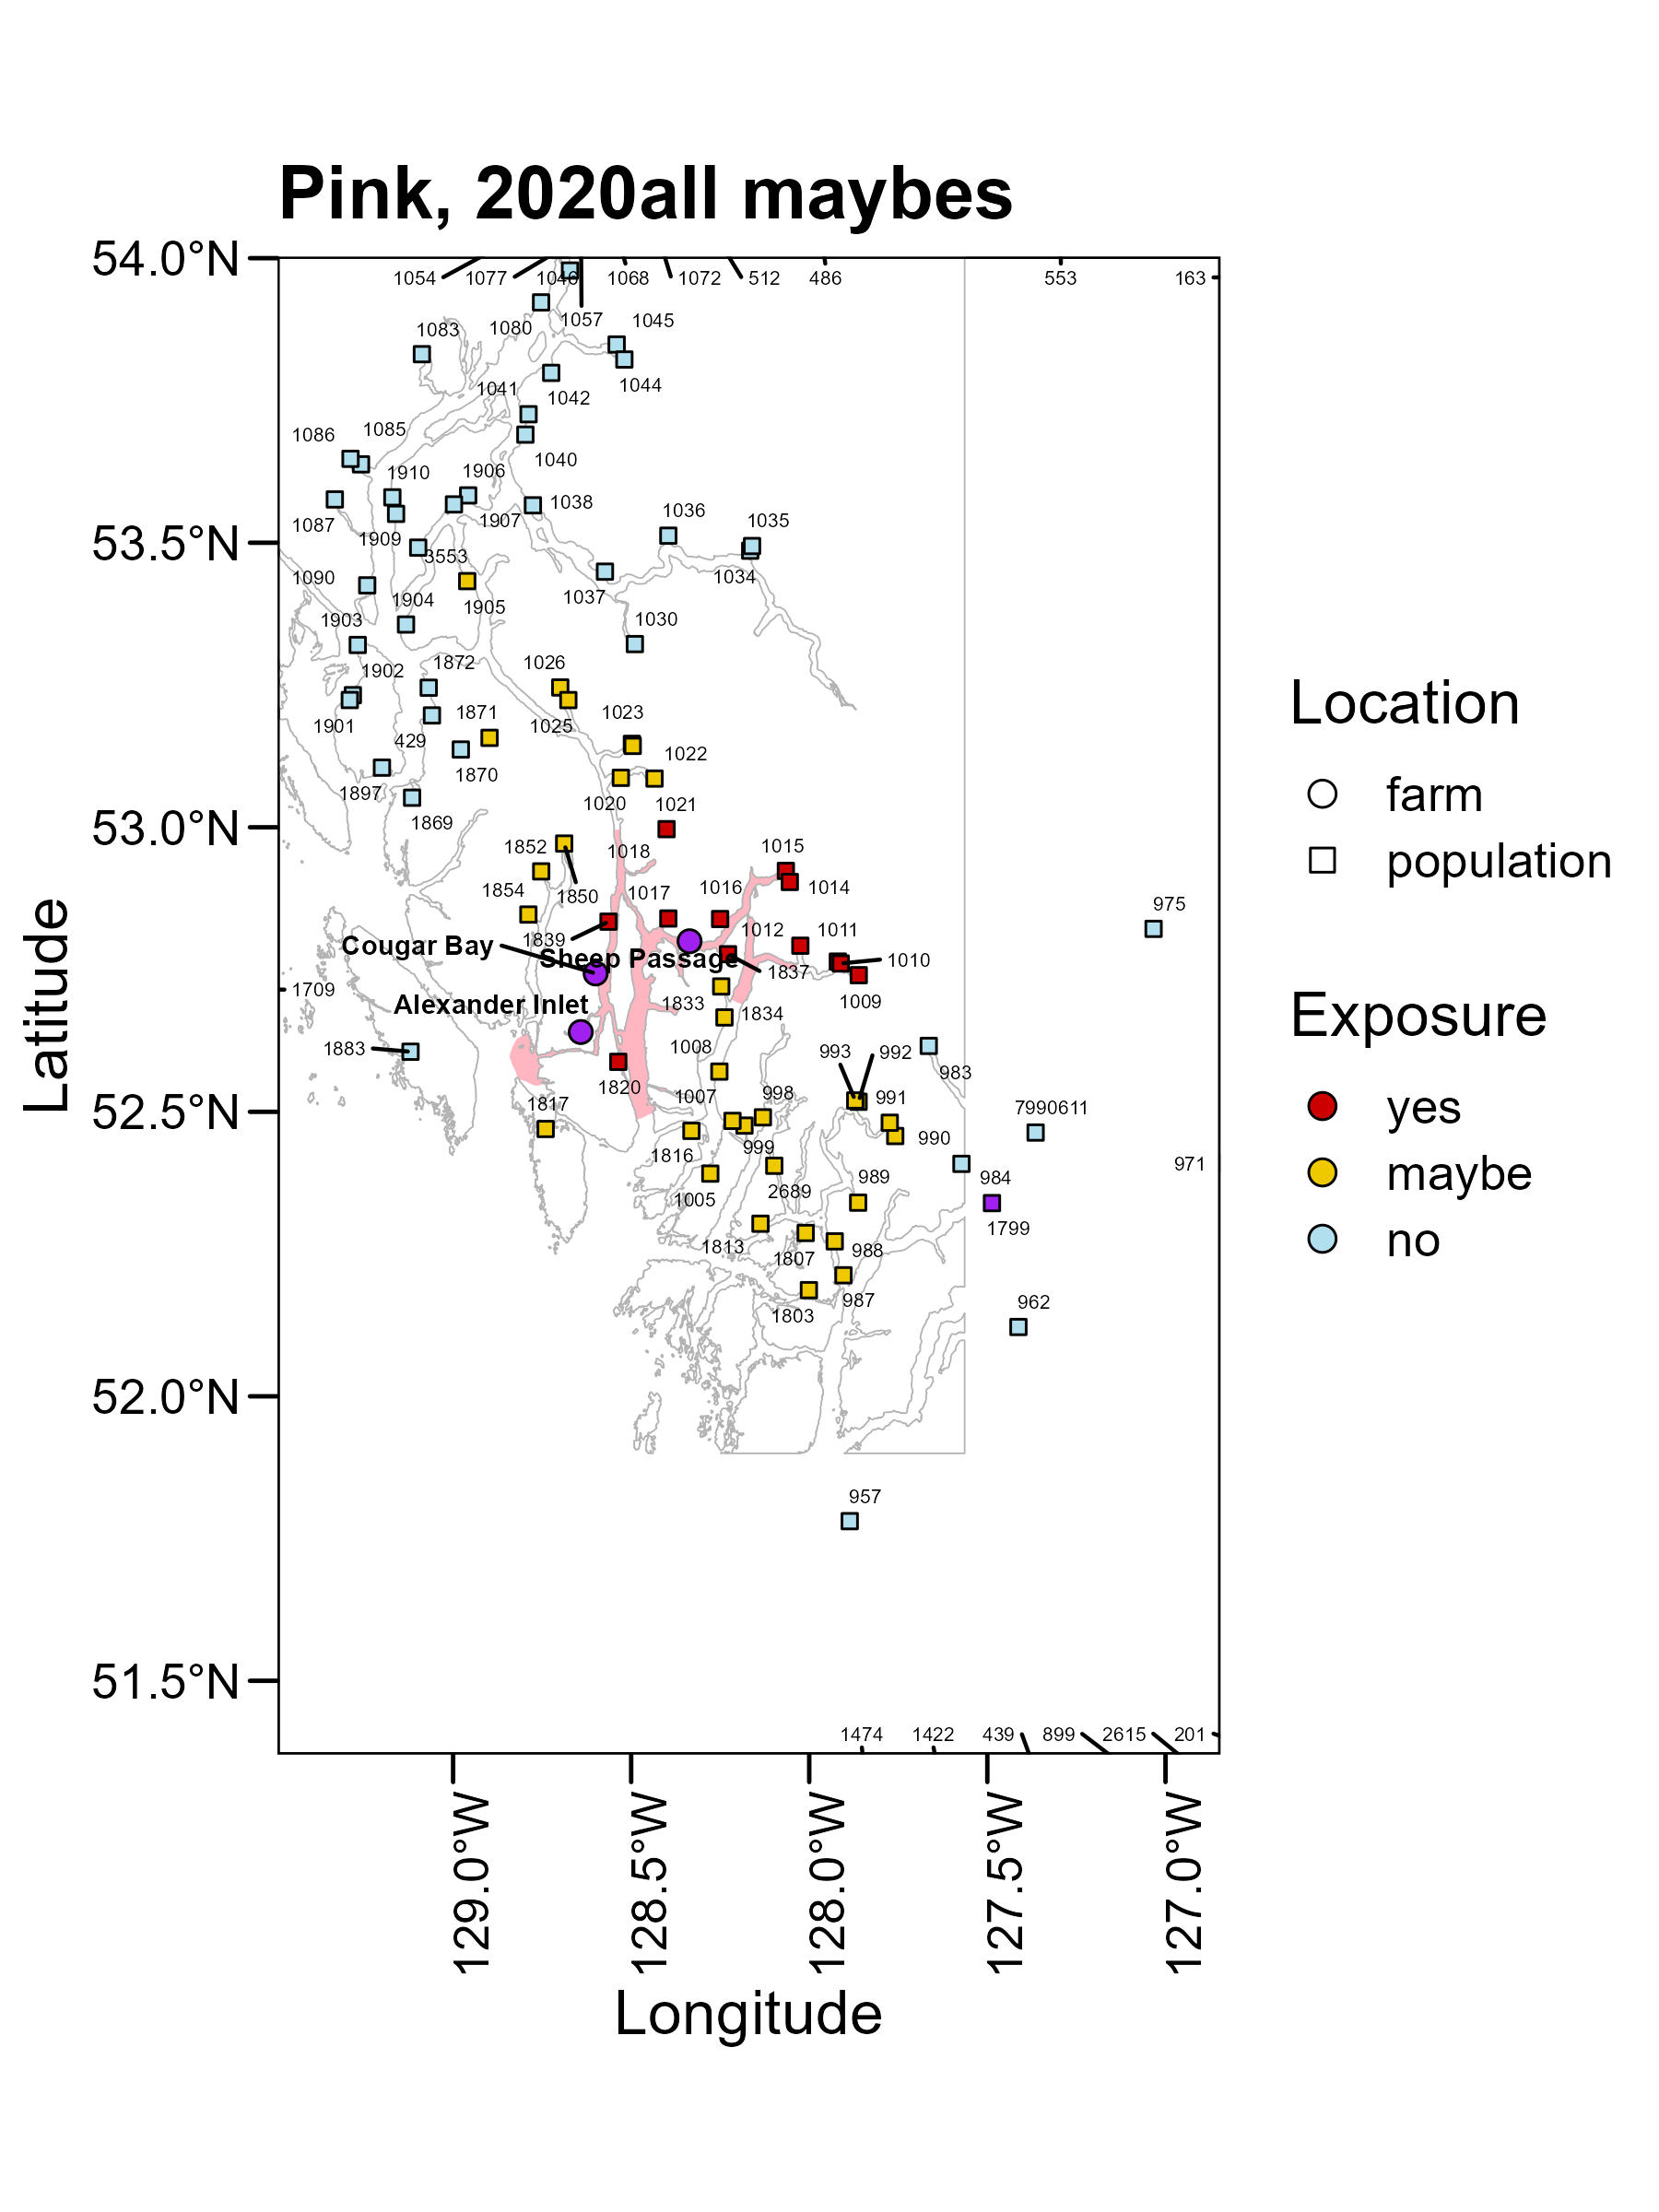 Pink, 2020all maybes
54.0°N
53.5°N
53.0°N
52.5°N
52.0°N
51.5°N
Latitude
1054 1077 1046 1068 1072 512 486 553 163
1083 1080 1057 1045
1041 1042 1044
1086 1085
1910 1906 1040
1087 1909 1907 1038 1036 1035
3553
1090 1904 1905 1037 1034
1903 1030
1902 1872 1026
1901 429 1871 1025 1023
1897 1870 1022
1869 1020 1021
1852 1018 1015
1854 1850 1017 1016 1014
975
1839 1012 1011
Cougar Bay
Sheep Passage
1837 1010
1709
Alexander Inlet
1833 1834 1009
1883 1008 993 992
1820 983
1817 1007 998 991 7990611
1816 999 990 971
1005 2689 989 984
1813 1807 988 1799
1803 987 962
957
1474 1422 439 899 2615 201
129.0°W
128.5°W
128.0°W
127.5°W
127.0°W
Longitude
Location
farm
population
Exposure
yes
maybe
no